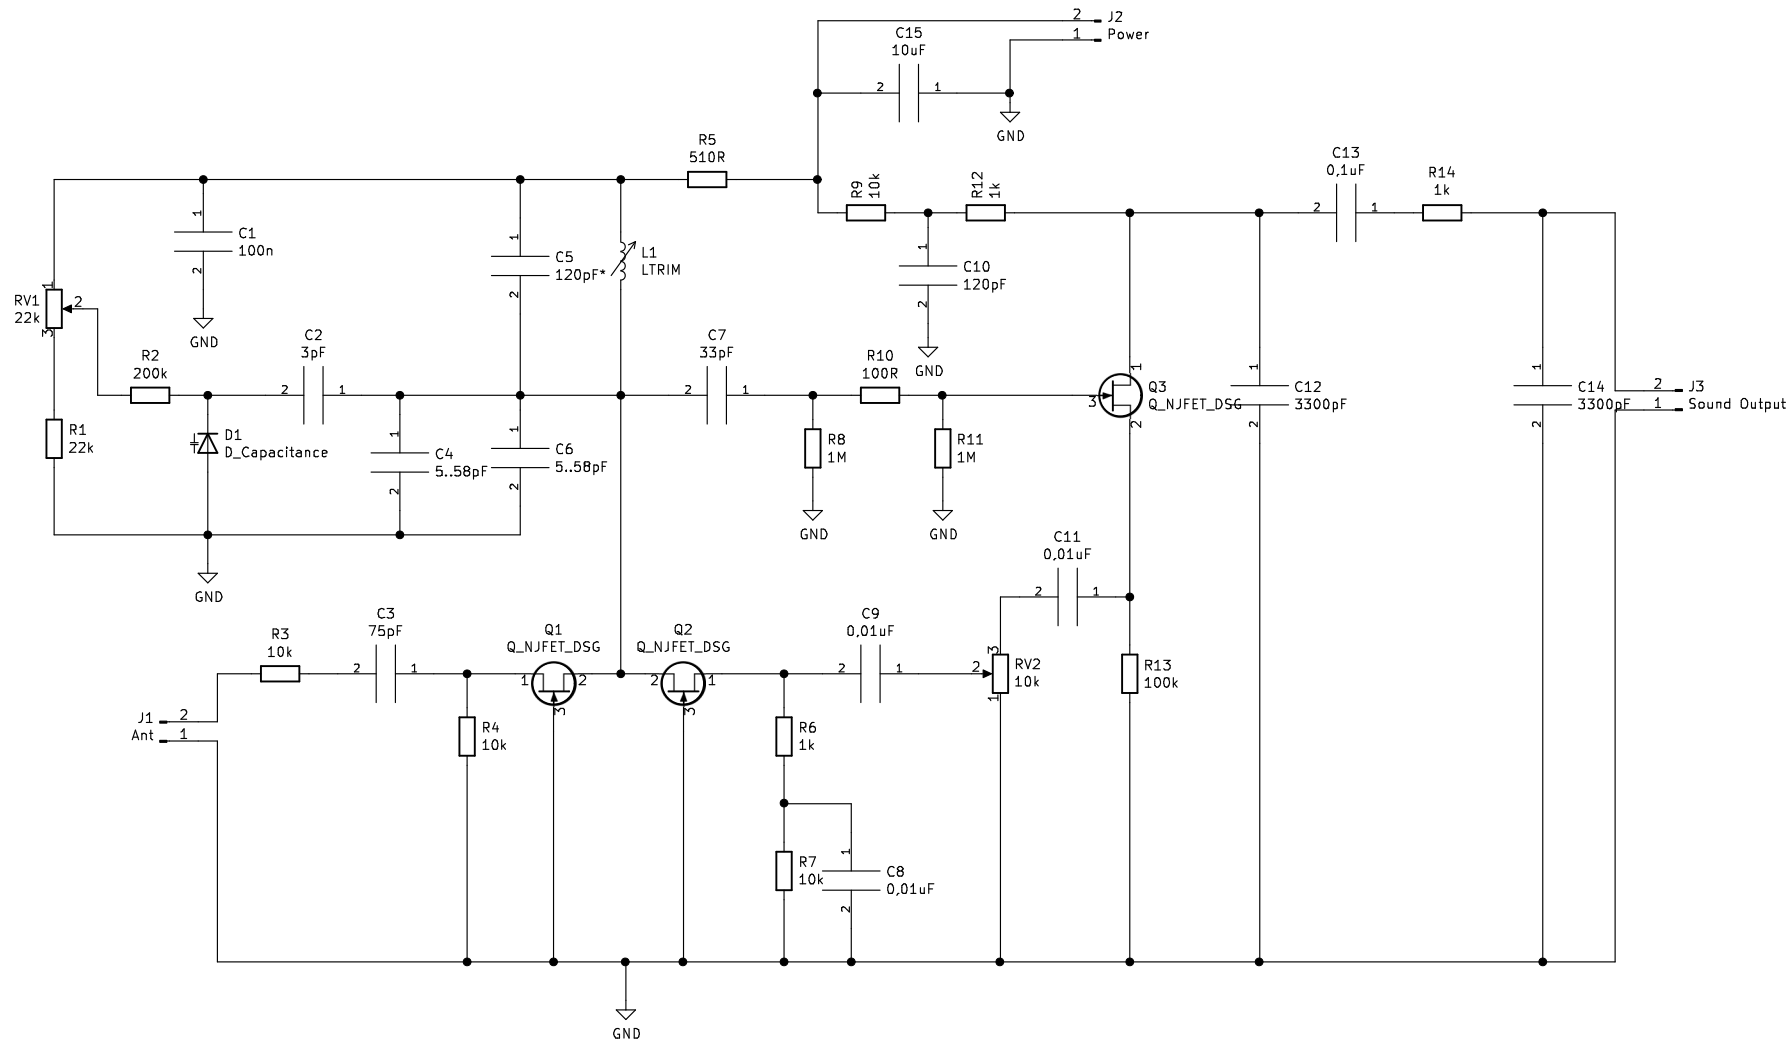 2
J2
1
Power
C15
10uF
2
1
GND
R5
510R
C13
0,1uF
R9
10k
R12
1k
R14
1k
2
1
1
C1
100n
2
GND
1
C5
120pF*
2
L1
LTRIM
1
C10
120pF
2
GND
RV1
22k
1
2
3
R2
200k
C2
3pF
2
1
C7
33pF
2
1
R10
100R
3
1
Q3
Q_NJFET_DSG
2
1
C12
3300pF
2
1
C14
3300pF
2
2
J3
1
Sound Output
R1
22k
D1
D_Capacitance
1
C4
5..58pF
2
1
C6
5..58pF
2
R8
1M
R11
1M
GND
GND
GND
C11
0,01uF
2
1
R3
10k
C3
75pF
2
1
Q1
Q_NJFET_DSG
1
2
3
Q2
Q_NJFET_DSG
2
1
3
C9
0,01uF
2
1
3
2
1
RV2
10k
R13
100k
J1
Ant
2
1
R4
10k
R6
1k
R7
10k
1
C8
0,01uF
2
GND